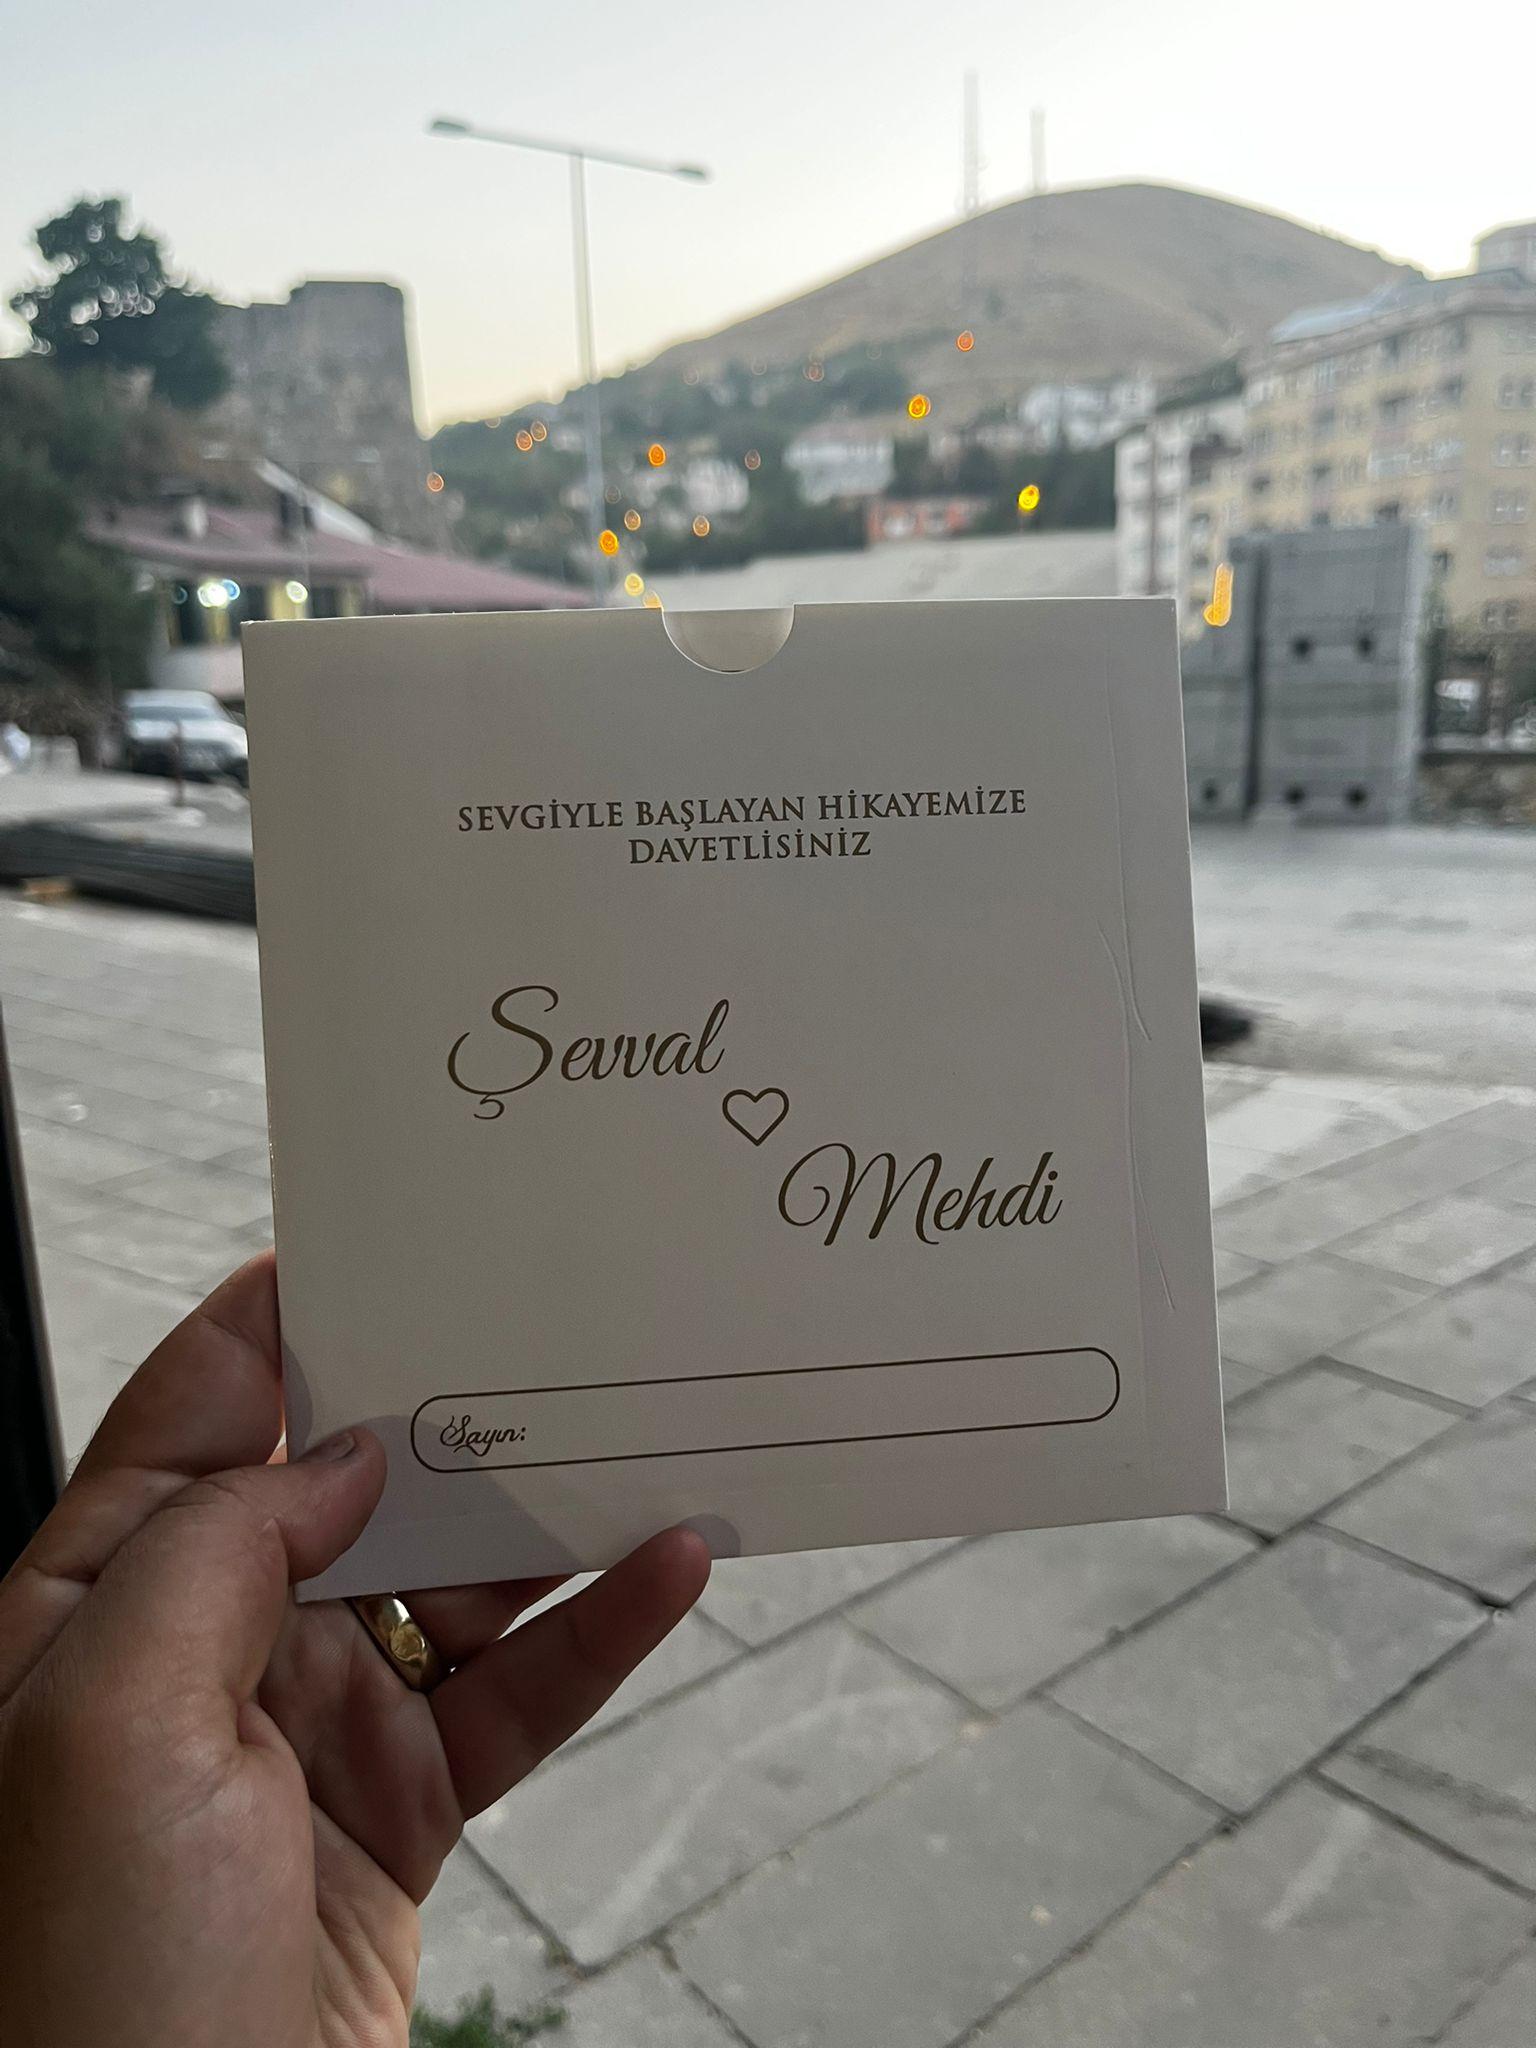 SEVGİYLE BAŞLAYAN HİKAYEMİZE
DAVETLİSİNİZ
Şevval
Mehdi
Sayın: